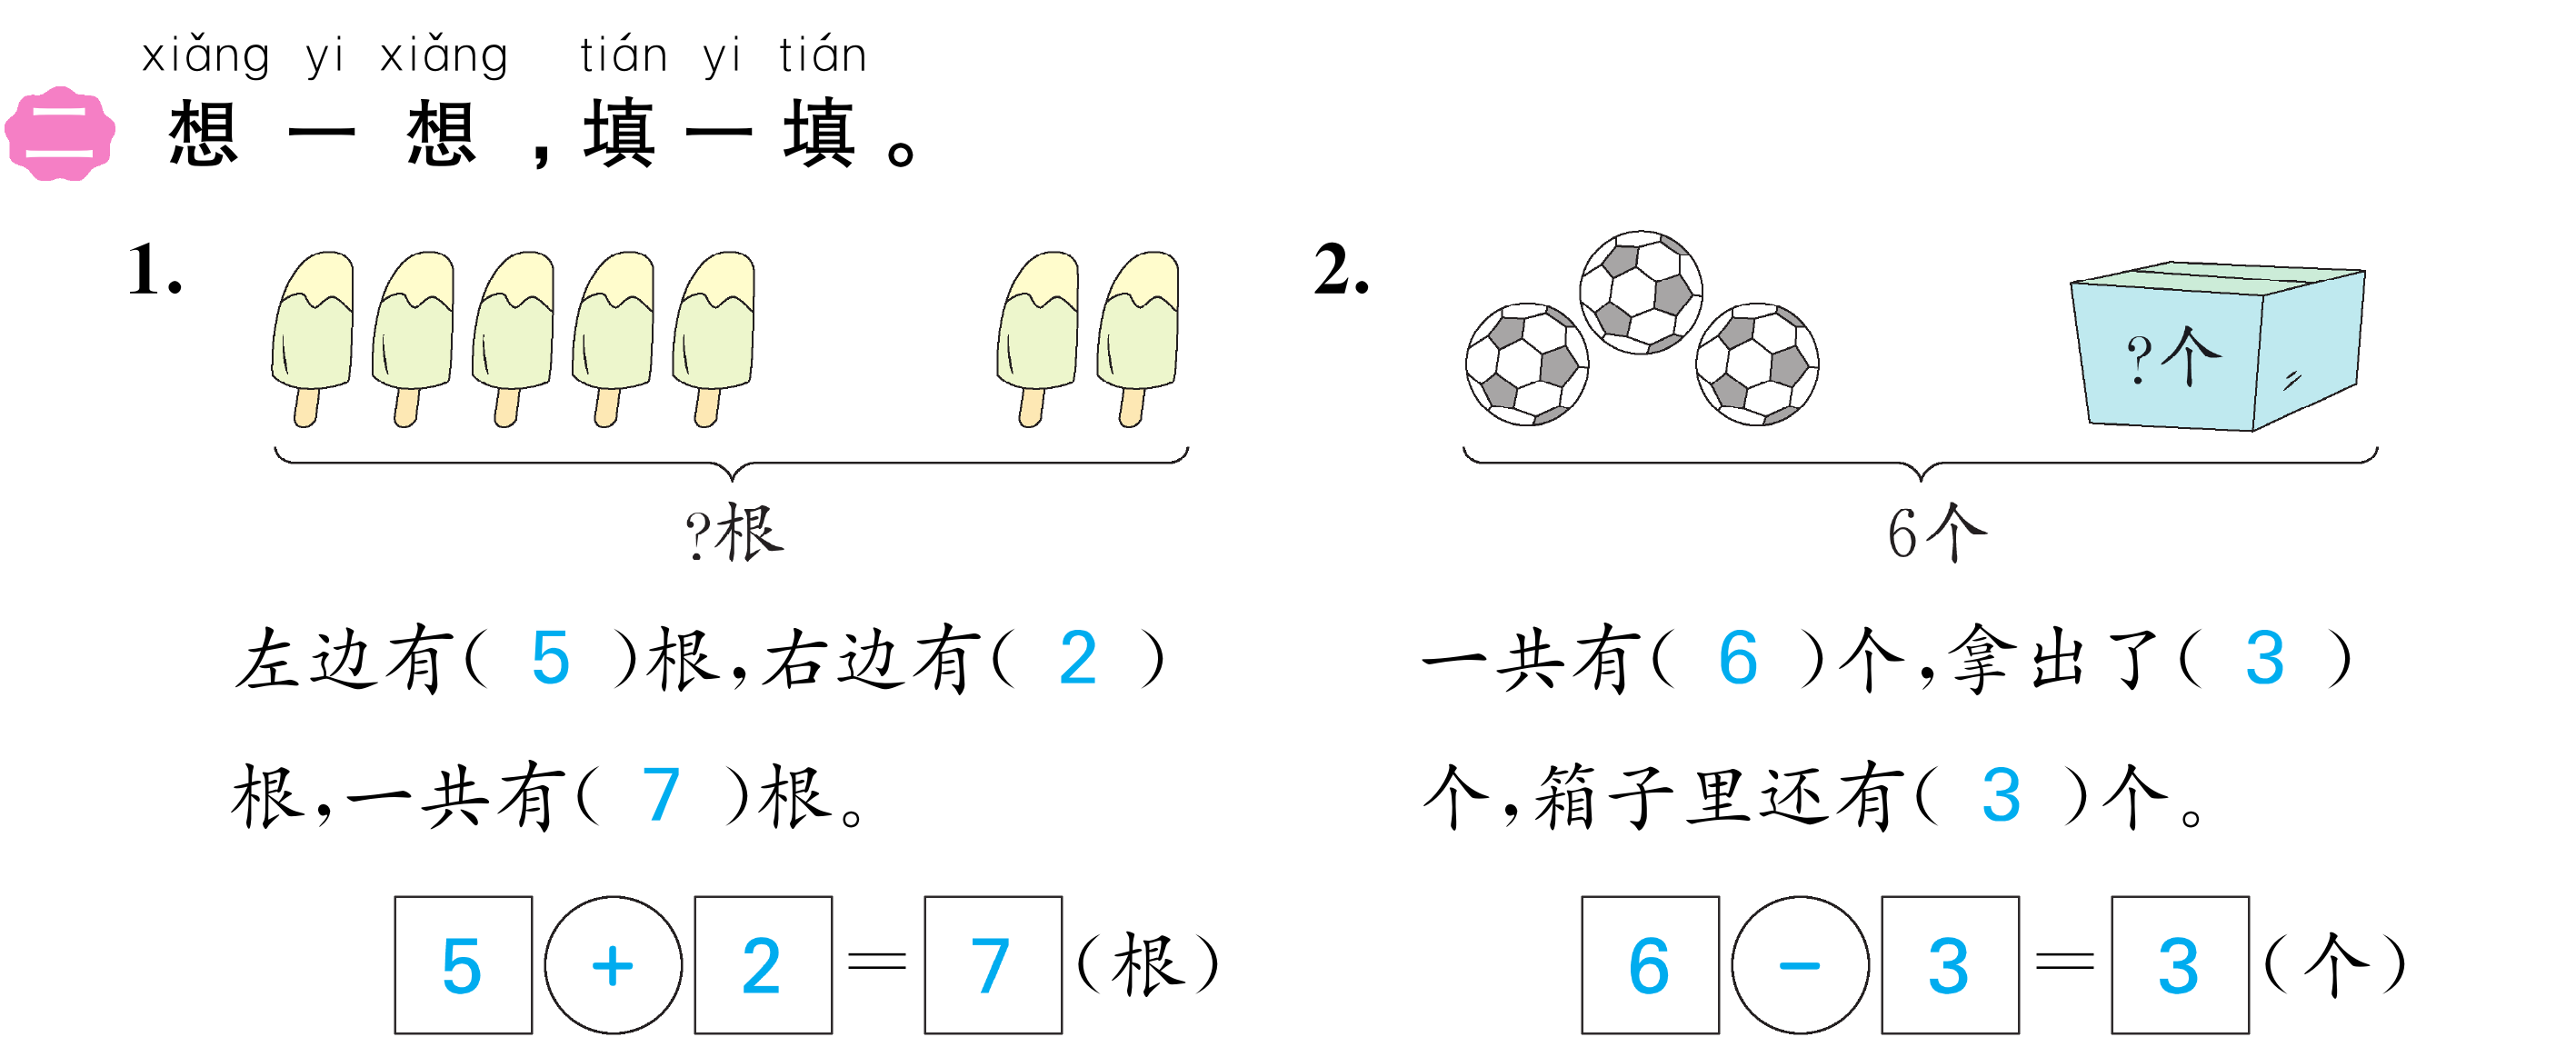 xiǎng yi xiǎng tián yi tián
二 想一想,填一填。
1.
?根
左边有( 5 )根,右边有( 2 )
根,一共有( 7 )根。
5 + 2 = 7 (根)
2.
?个
6个
一共有( 6 )个,拿出了( 3 )
个,箱子里还有( 3 )个。
6 - 3 = 3 (个)